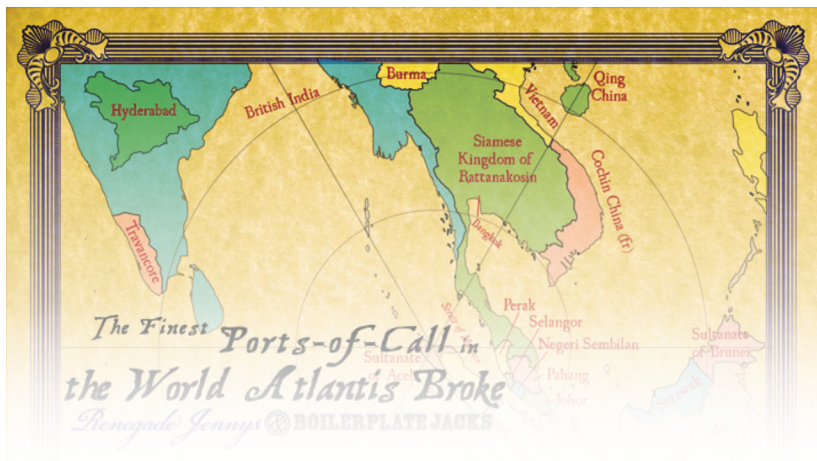 Burma
Qing
China
Hyderabad
British India
Vietnam
Siamese
Kingdom of
Rattanakosin
Cochin China (fr)
Travancore
Bangkok
Perak
Selangor
Negeri Sembilan
Pahang
Johor
Sultanate
of Aceh
Sultanate
of Brunei
Sarawak
The Finest Ports-of-Call in
the World Atlantis Broke
Renegade Jennys & BOILERPLATE JACKS